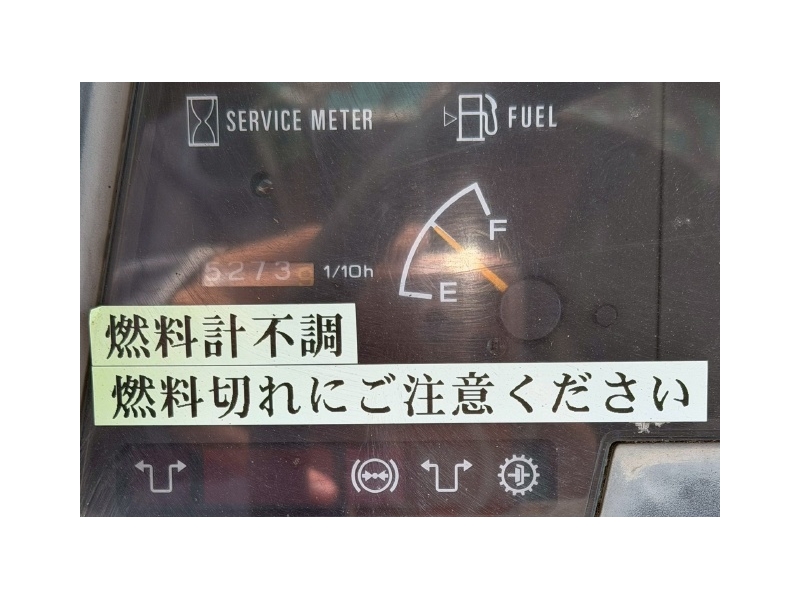 SERVICE METER
FUEL
F
5273
1/10h
E
燃料計不調
燃料切れにご注意ください